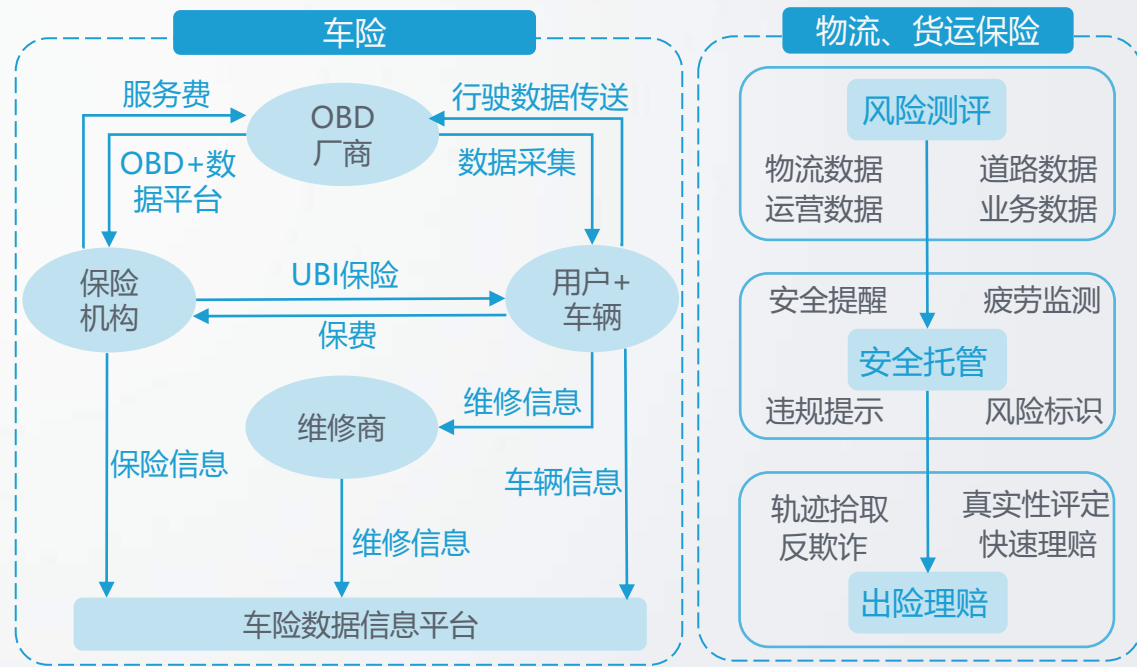 车险
服务费
OBD
厂商
行驶数据传送
OBD+数
据平台
数据采集
保险
机构
UBI保险
保费
用户+
车辆
维修商
维修信息
保险信息
维修信息
车辆信息
车险数据信息平台
物流、货运保险
风险测评
物流数据
运营数据
道路数据
业务数据
安全提醒
疲劳监测
安全托管
违规提示
风险标识
轨迹拾取
反欺诈
真实性评定
快速理赔
出险理赔